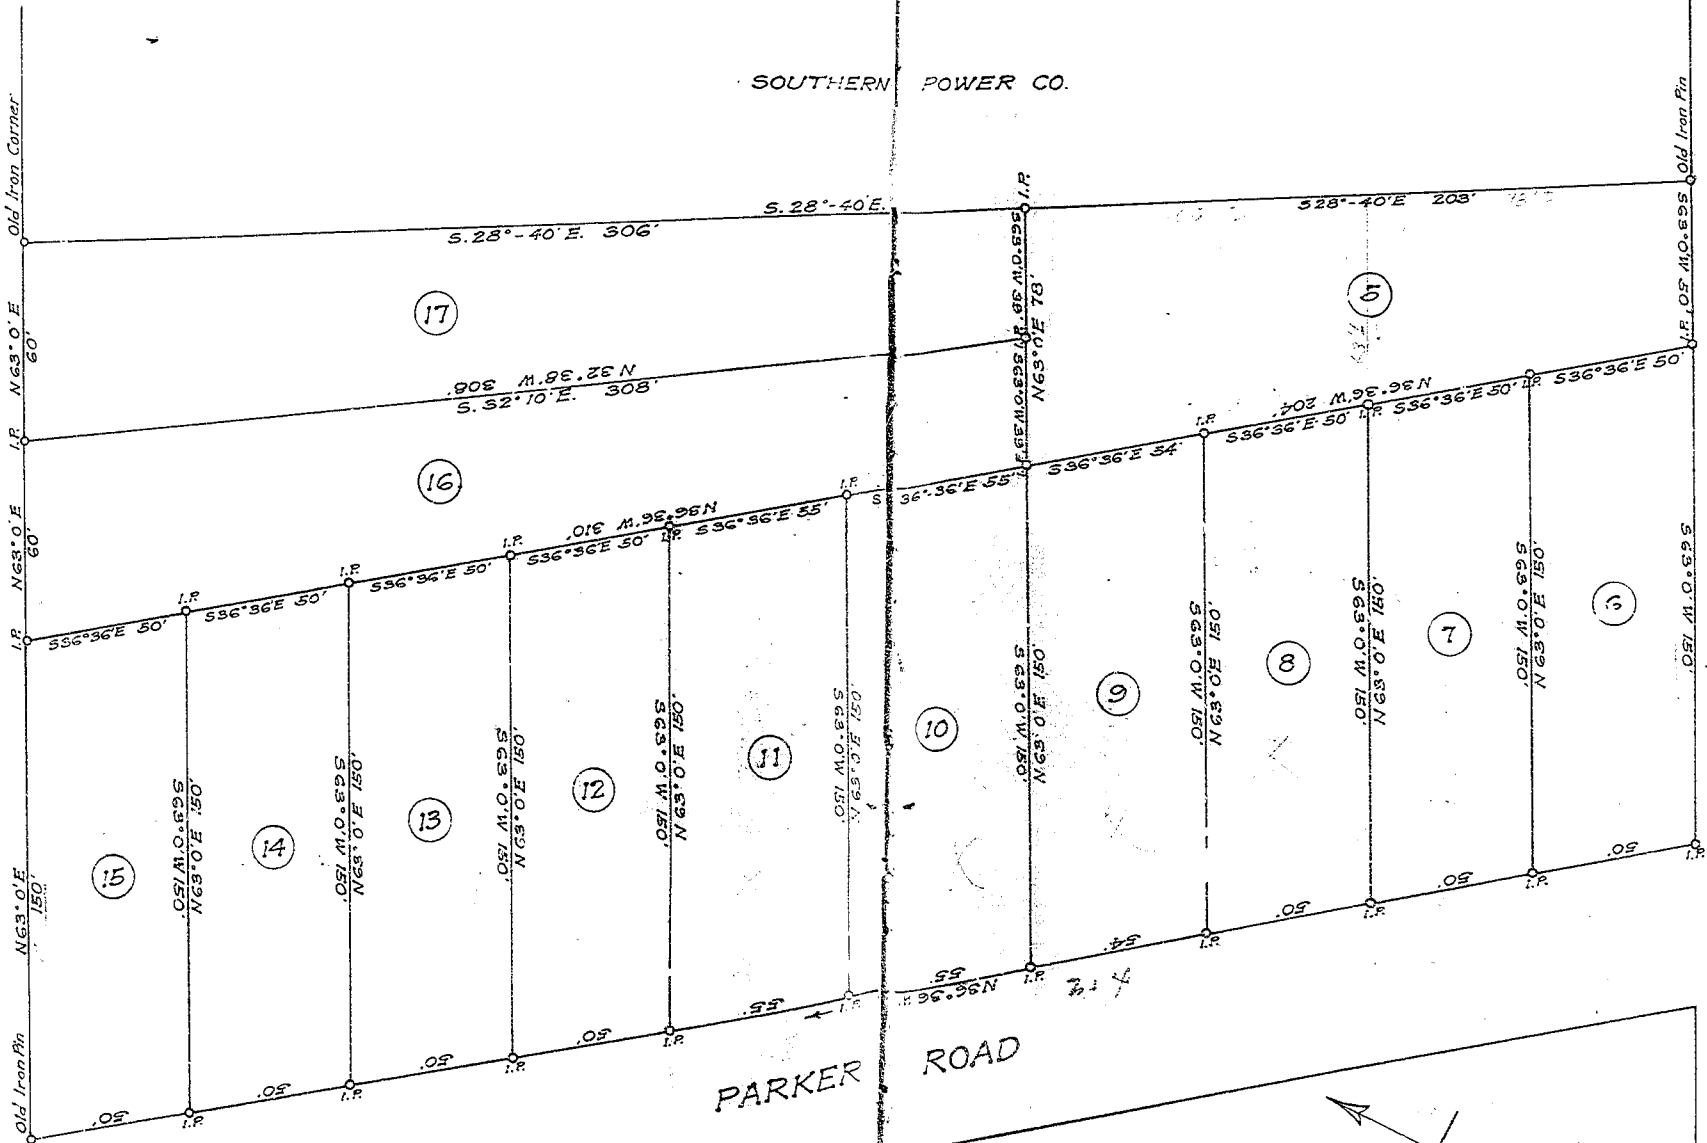 SOUTHERN POWER CO.
Old Iron Corner
Old Iron Pin
S. 28°-40'E.
S. 28°-40' E. 306'
S28°-40'E 203'
I.P.
S63°0'W 39'
N63°0'E 78'
S63°0'W 50'
I.P.
17
5
N63°0'E
60'
N 32°38'W 308'
S. 32°10'E. 308'
S63°0'W 39'
I.P.
16
N63°0'E
60'
I.P.
N36°36'W 310'
N36°36'W 204'
S36°36'E 50'
I.P.
S36°36'E 50'
I.P.
S36°36'E 50'
I.P.
S36°36'E 50'
I.P.
S36°36'E 55'
I.P.
S 36°-36'E 55'
S36°36'E 54'
I.P.
S36°36'E 50'
I.P.
S36°36'E 50'
I.P.
S36°36'E 50'
N63°0'E
150'
15
N63°0'E 150'
S63°0'W 150'
14
N63°0'E 150'
S63°0'W 150'
13
N63°0'E 150'
S63°0'W 150'
12
N63°0'E 150'
S63°0'W 150'
11
N63°0'E 150'
S63°0'W 150'
10
N63°0'E 150'
S63°0'W 150'
9
N63°0'E 150'
S63°0'W 150'
8
N63°0'E 150'
S63°0'W 150'
7
N63°0'E 150'
S63°0'W 150'
6
S63°0'W 150'
Old Iron Pin
50'
I.P.
50'
I.P.
50'
I.P.
50'
I.P.
55'
I.P.
55'
N36°36'W
I.P.
54'
I.P.
50'
I.P.
50'
I.P.
50'
I.P.
PARKER ROAD